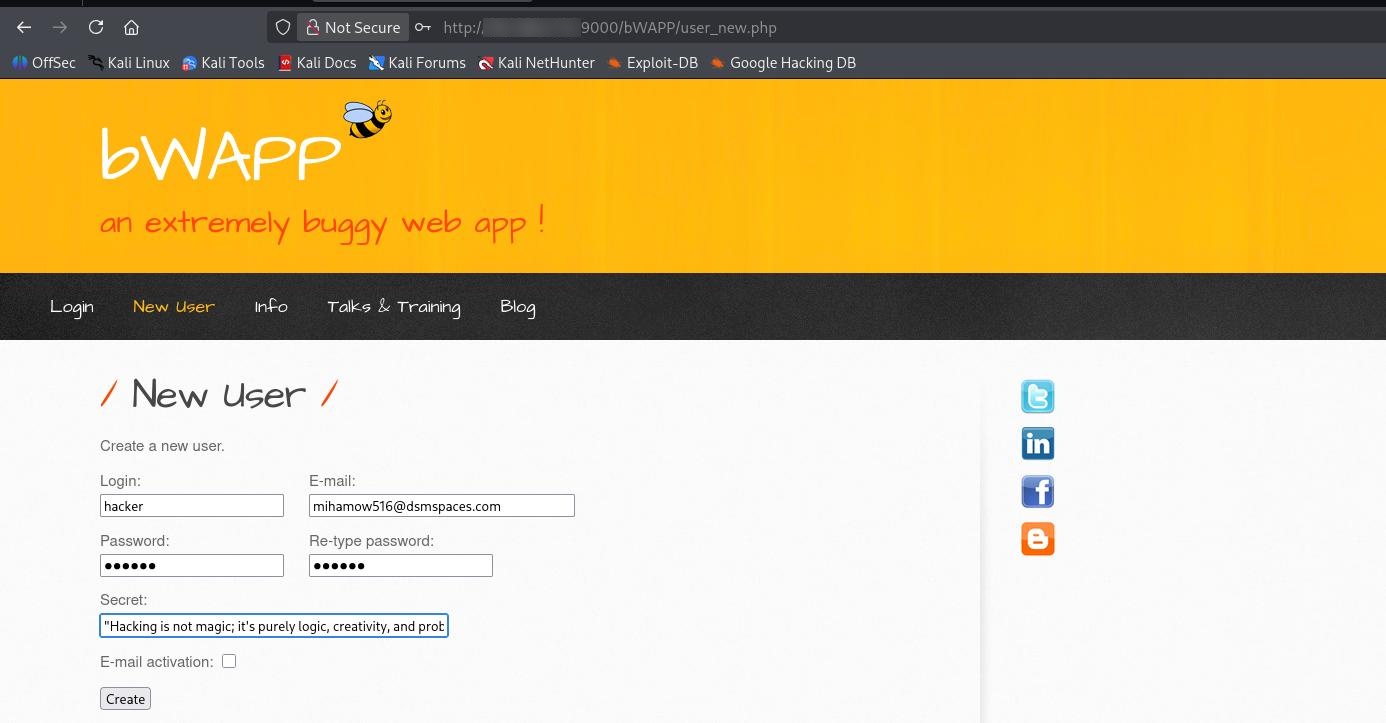 Not Secure http:// 9000/bWAPP/user_new.php
OffSec Kali Linux Kali Tools Kali Docs Kali Forums Kali NetHunter Exploit-DB Google Hacking DB
bWAPP
an extremely buggy web app !
Login New User Info Talks & Training Blog
/ New User /
Create a new user.
Login: E-mail:
hacker mihamow516@dsmspaces.com
Password: Re-type password:
●●●●●● ●●●●●●
Secret:
"Hacking is not magic; it's purely logic, creativity, and prob
E-mail activation:
Create